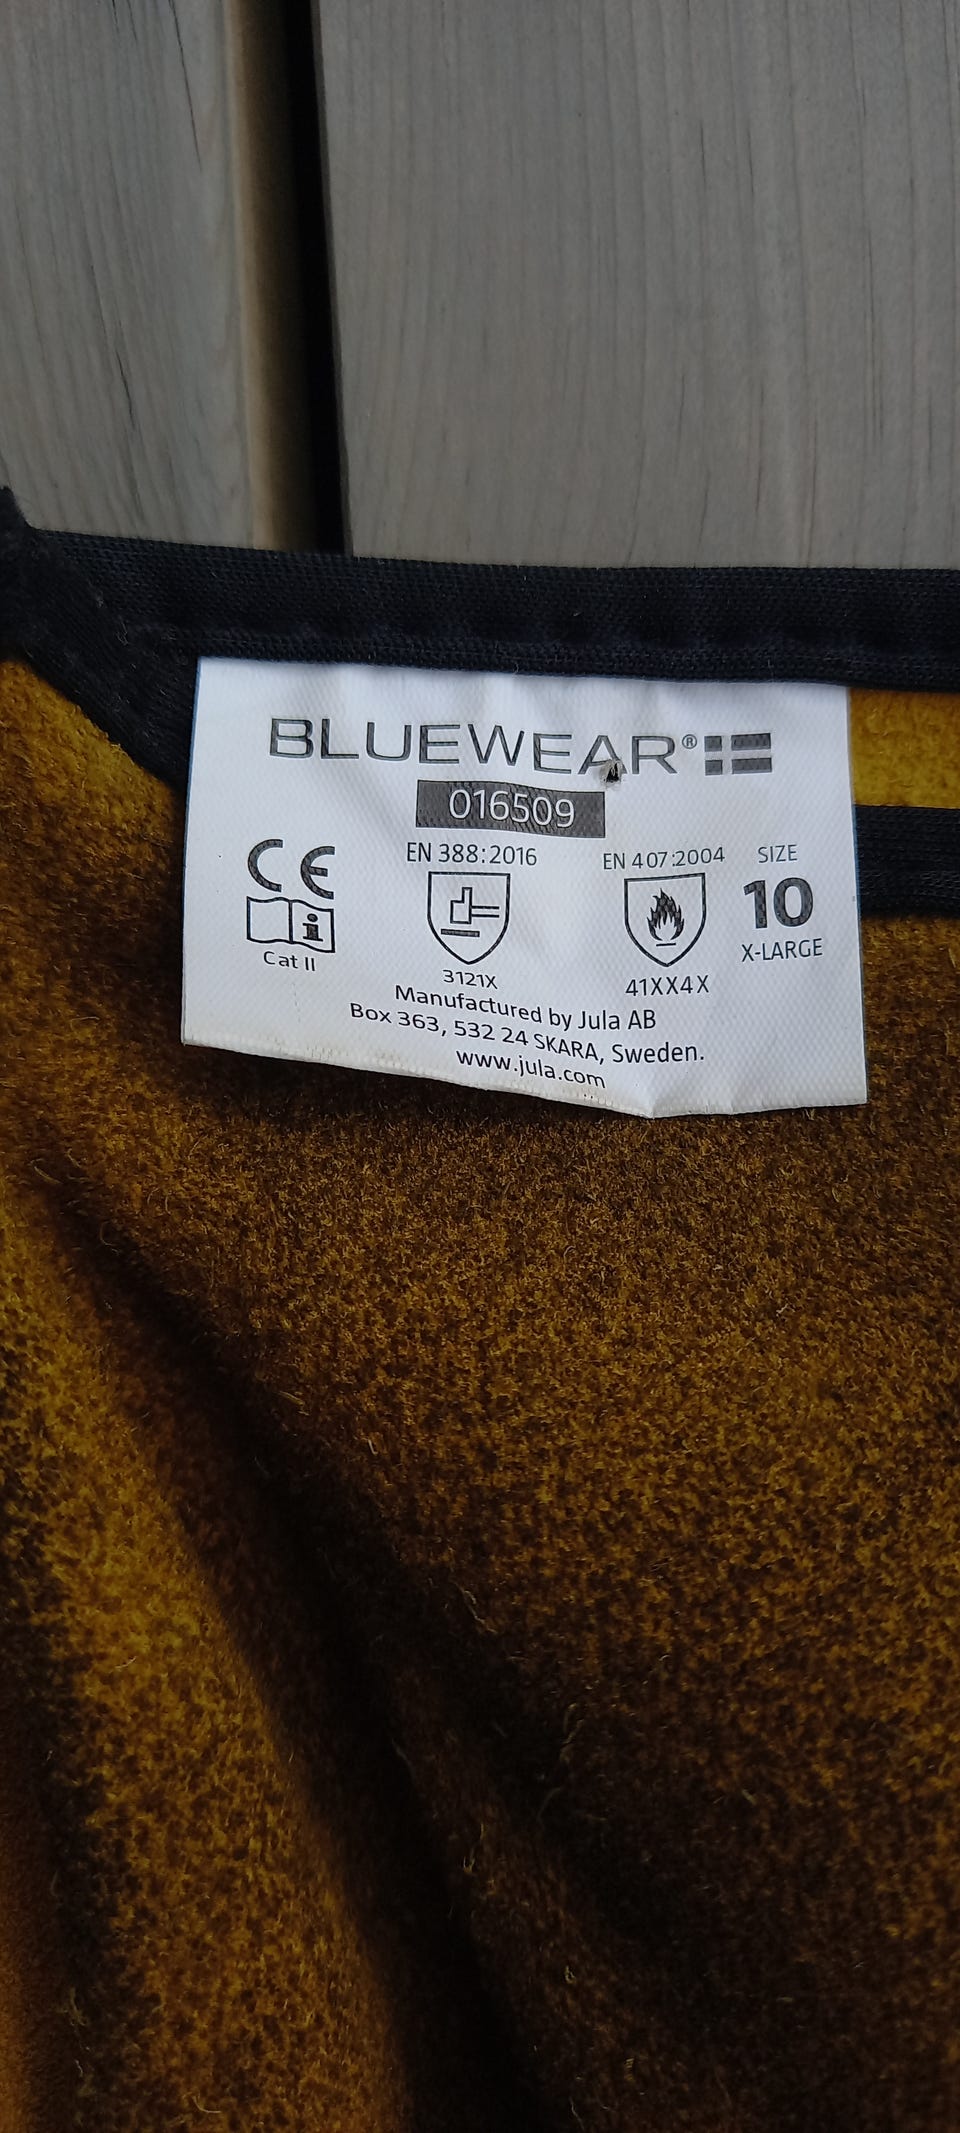 BLUEWEAR®
016509
CE
EN 388:2016
EN 407:2004
SIZE
10
X-LARGE
i
Cat II
3121X
41XX4X
Manufactured by Jula AB
Box 363, 532 24 SKARA, Sweden.
www.jula.com